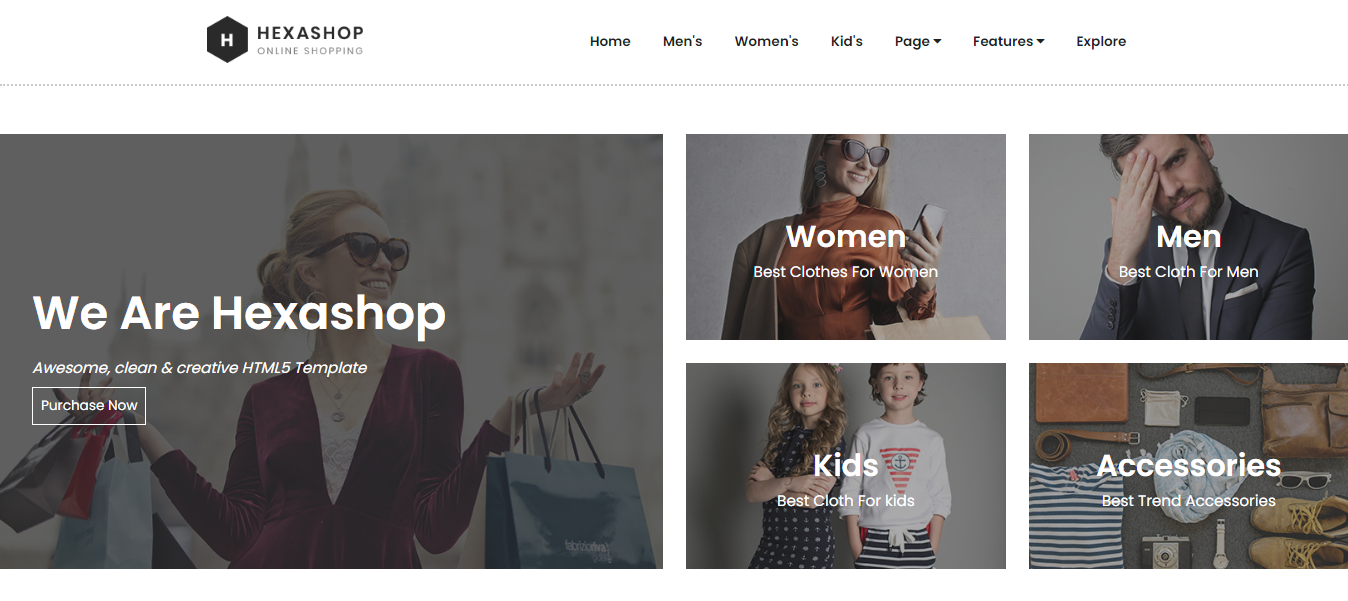 H
HEXASHOP
ONLINE SHOPPING
Home Men's Women's Kid's Page Features Explore
We Are Hexashop
Awesome, clean & creative HTML5 Template
Purchase Now
Women
Best Clothes For Women
Men
Best Cloth For Men
Kids
Best Cloth For kids
Accessories
Best Trend Accessories